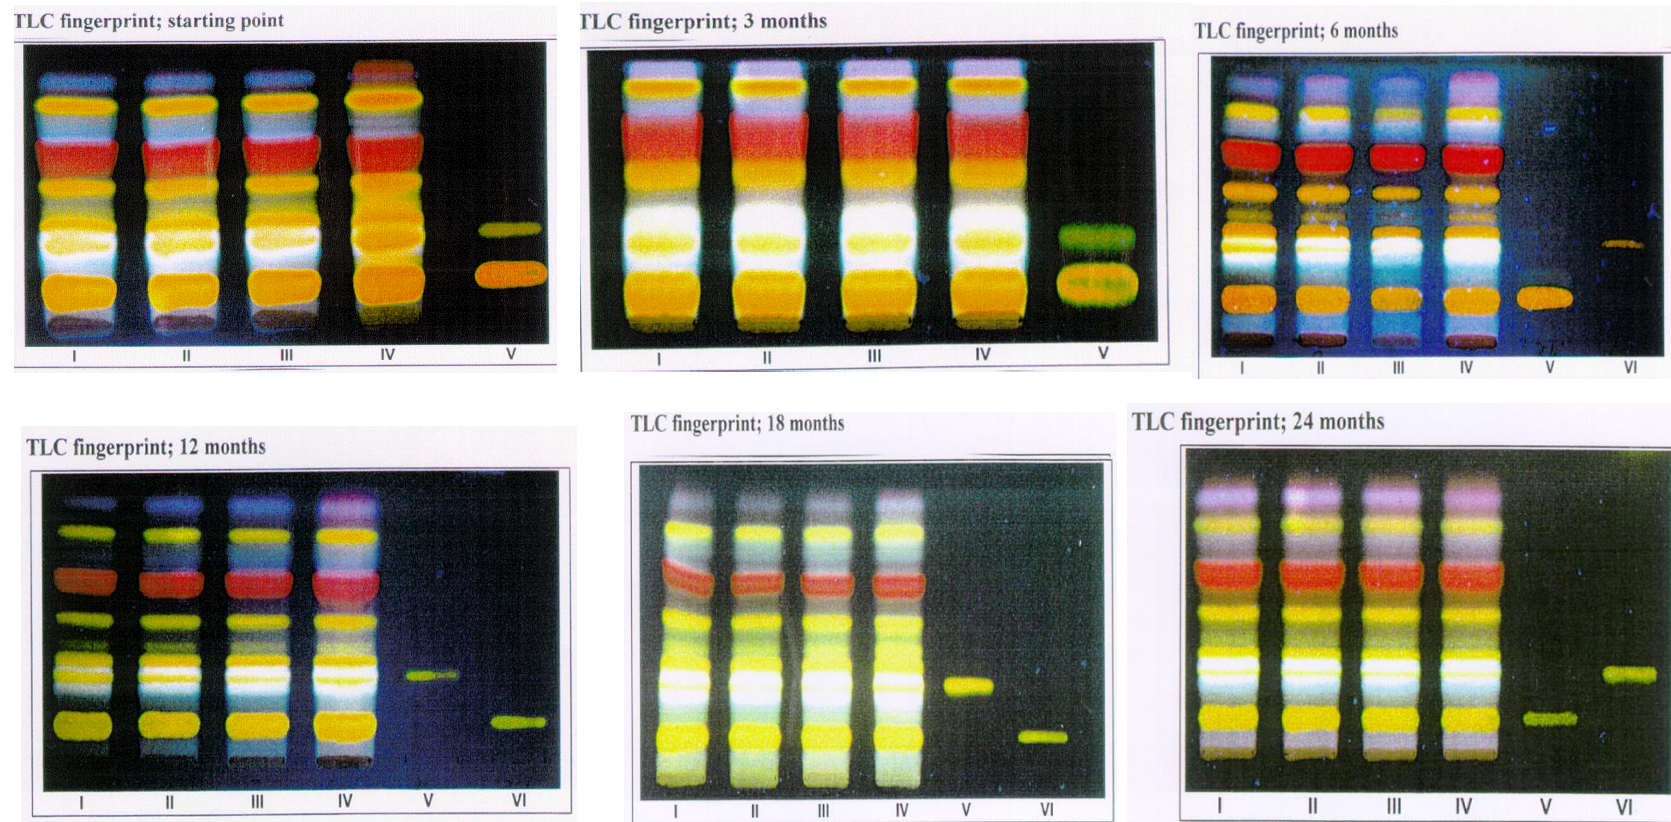 TLC fingerprint; starting point
I II III IV V
TLC fingerprint; 3 months
I II III IV V
TLC fingerprint; 6 months
I II III IV V VI
TLC fingerprint; 12 months
I II III IV V VI
TLC fingerprint; 18 months
I II III IV V VI
TLC fingerprint; 24 months
I II III IV V VI